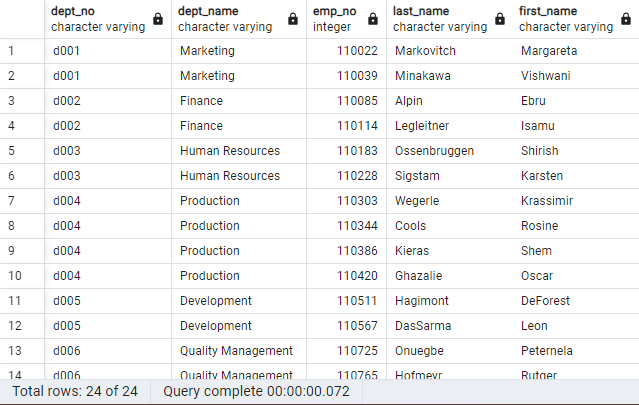 dept_no dept_name emp_no last_name first_name
character varying character varying integer character varying character varying
1 d001 Marketing 110022 Markovitch Margareta
2 d001 Marketing 110039 Minakawa Vishwani
3 d002 Finance 110085 Alpin Ebru
4 d002 Finance 110114 Legleitner Isamu
5 d003 Human Resources 110183 Ossenbruggen Shirish
6 d003 Human Resources 110228 Sigstam Karsten
7 d004 Production 110303 Wegerle Krassimir
8 d004 Production 110344 Cools Rosine
9 d004 Production 110386 Kieras Shem
10 d004 Production 110420 Ghazalie Oscar
11 d005 Development 110511 Hagimont DeForest
12 d005 Development 110567 DasSarma Leon
13 d006 Quality Management 110725 Onuegbe Peternela
14 d006 Quality Management 110765 Hofmeyr Rutger
Total rows: 24 of 24 Query complete 00:00:00.072